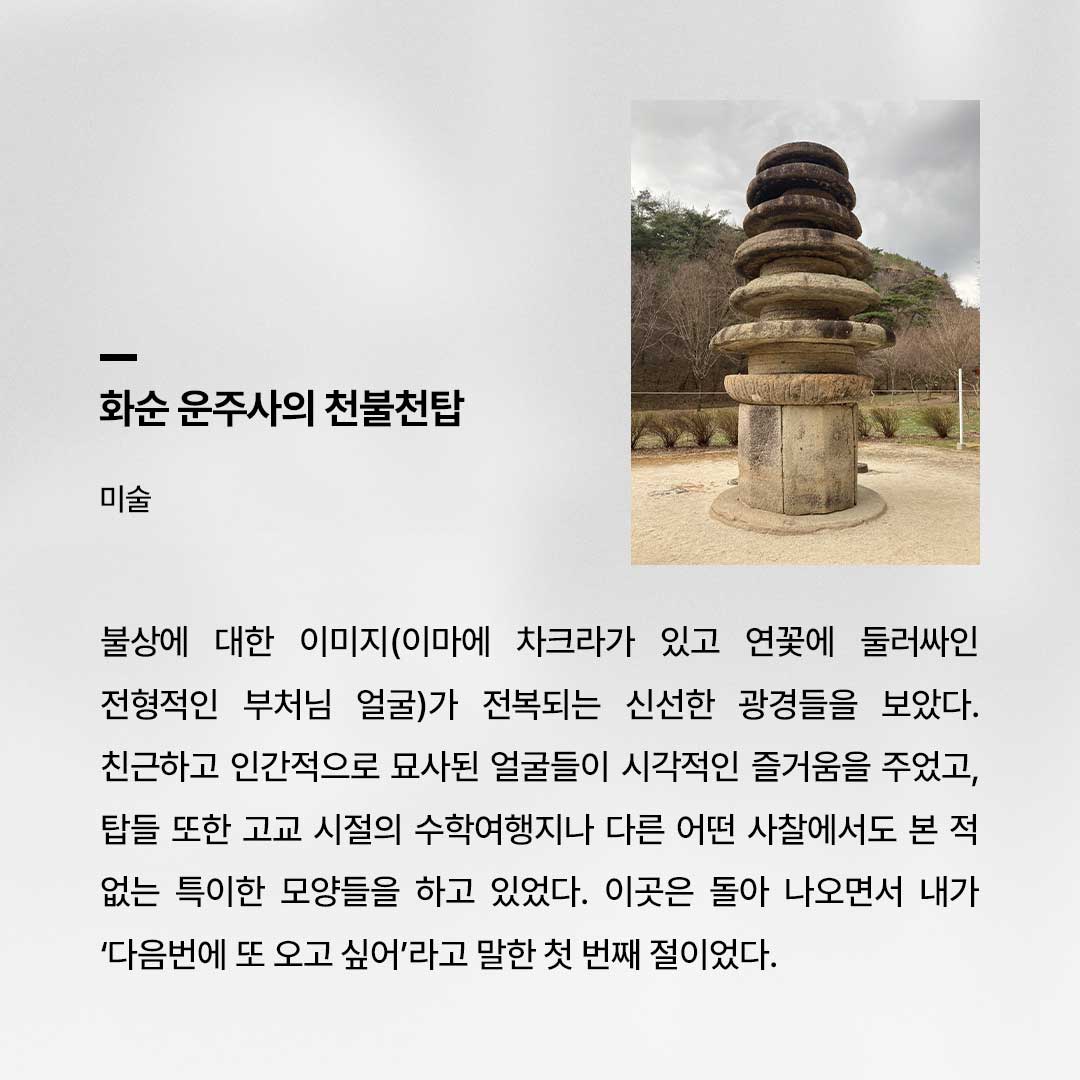 화순 운주사의 천불천탑
미술
불상에 대한 이미지(이마에 차크라가 있고 연꽃에 둘러싸인
전형적인 부처님 얼굴)가 전복되는 신선한 광경들을 보았다.
친근하고 인간적으로 묘사된 얼굴들이 시각적인 즐거움을 주었고,
탑들 또한 고교 시절의 수학여행지나 다른 어떤 사찰에서도 본 적
없는 특이한 모양들을 하고 있었다. 이곳은 돌아 나오면서 내가
‘다음번에 또 오고 싶어’라고 말한 첫 번째 절이었다.